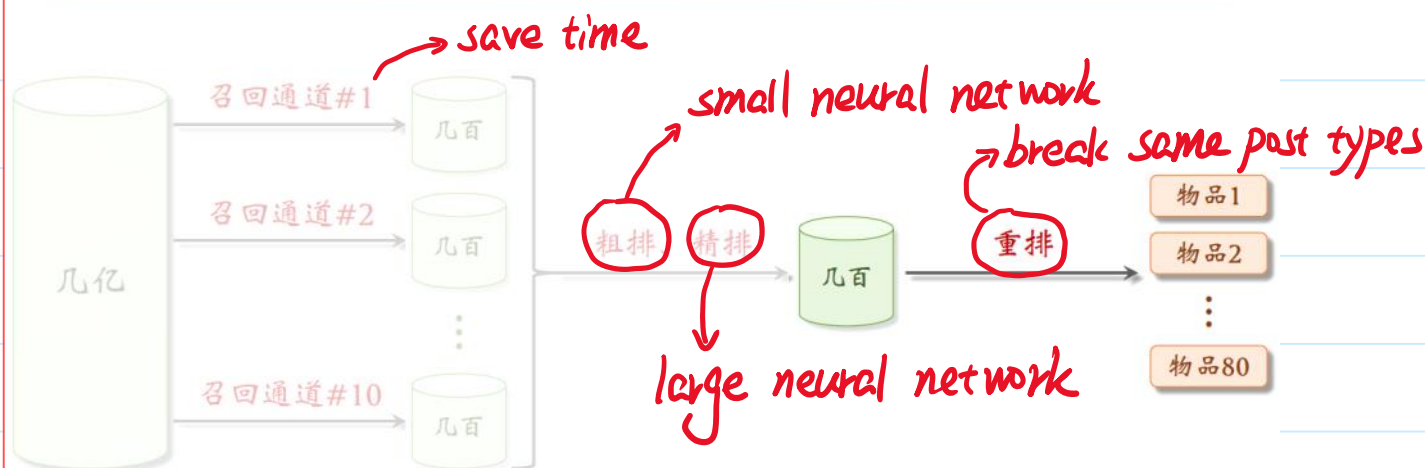 save time
召回通道#1
几百
small neural network
break same post types
物品1
召回通道#2
几百
粗排
精排
几亿
几百
重排
物品2
⋮
⋮
large neural network
物品80
召回通道#10
几百